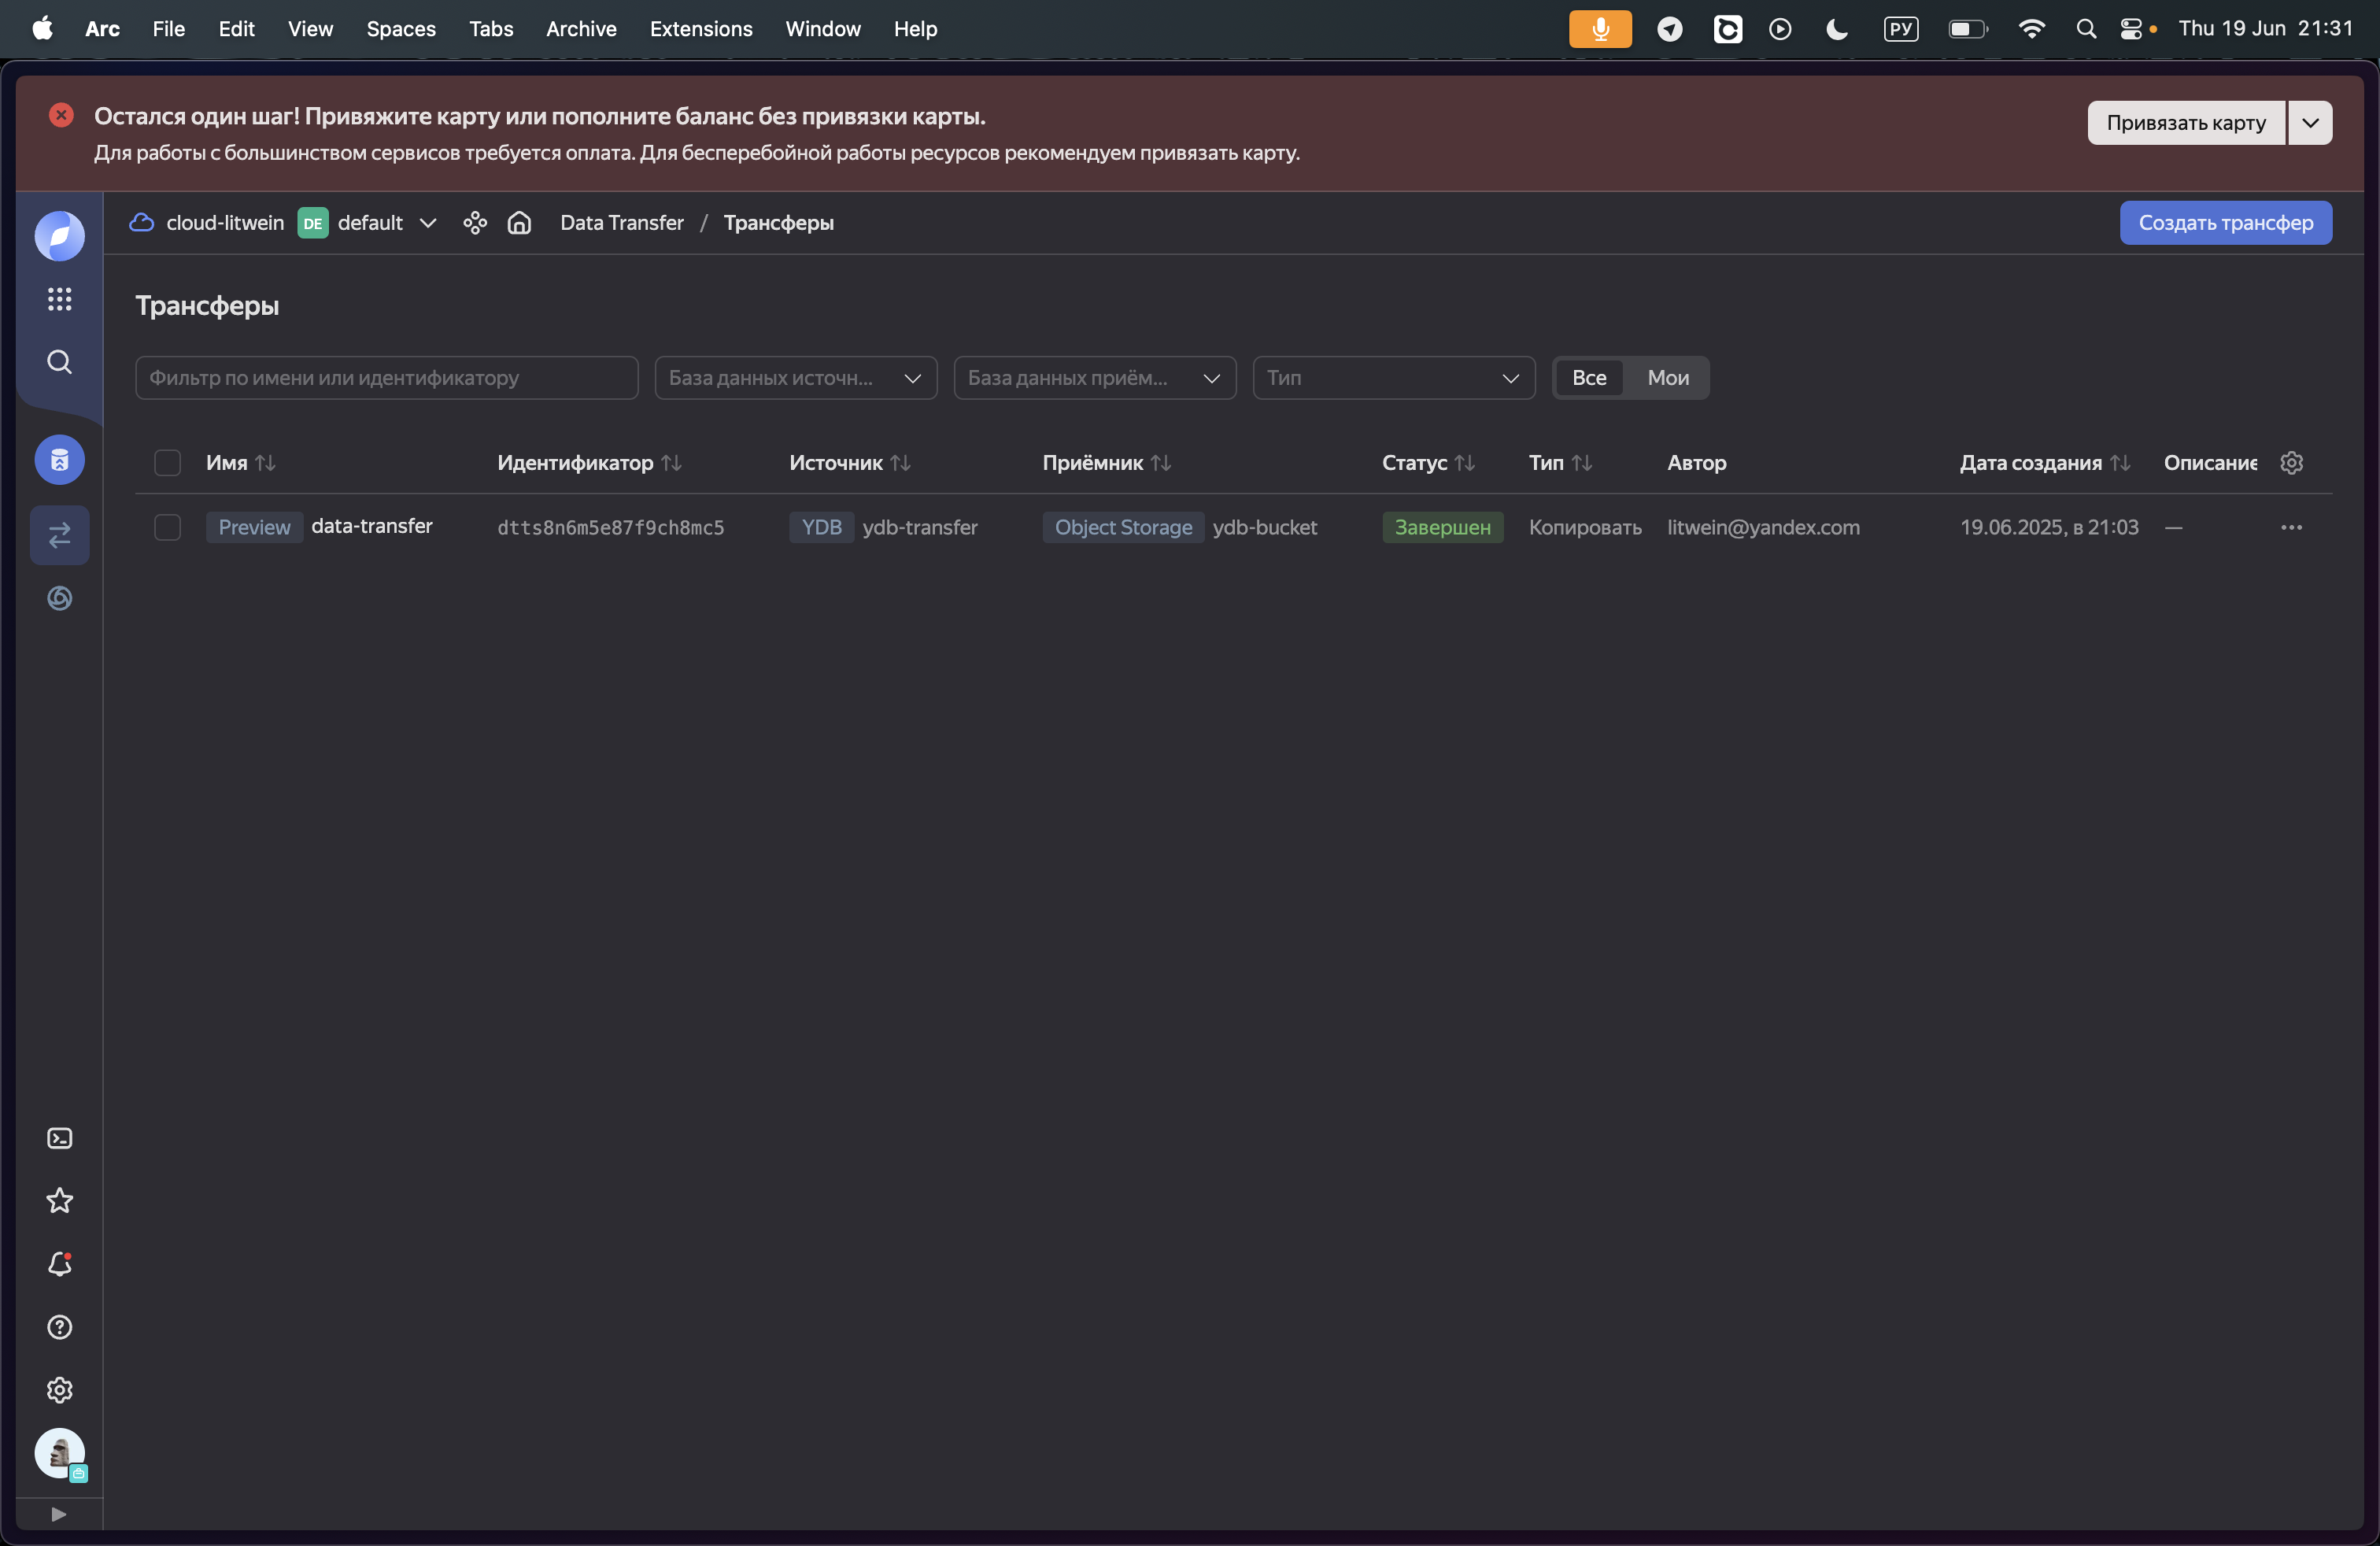 Arc File Edit View Spaces Tabs Archive Extensions Window Help РУ Thu 19 Jun 21:31
Остался один шаг! Привяжите карту или пополните баланс без привязки карты.
Для работы с большинством сервисов требуется оплата. Для бесперебойной работы ресурсов рекомендуем привязать карту.
Привязать карту
cloud-litwein DE default Data Transfer / Трансферы
Создать трансфер
Трансферы
Фильтр по имени или идентификатору База данных источн... База данных приём... Тип Все Мои
Имя Идентификатор Источник Приёмник Статус Тип Автор Дата создания Описание
Preview data-transfer dtts8n6m5e87f9ch8mc5 YDB ydb-transfer Object Storage ydb-bucket Завершен Копировать litwein@yandex.com 19.06.2025, в 21:03 —